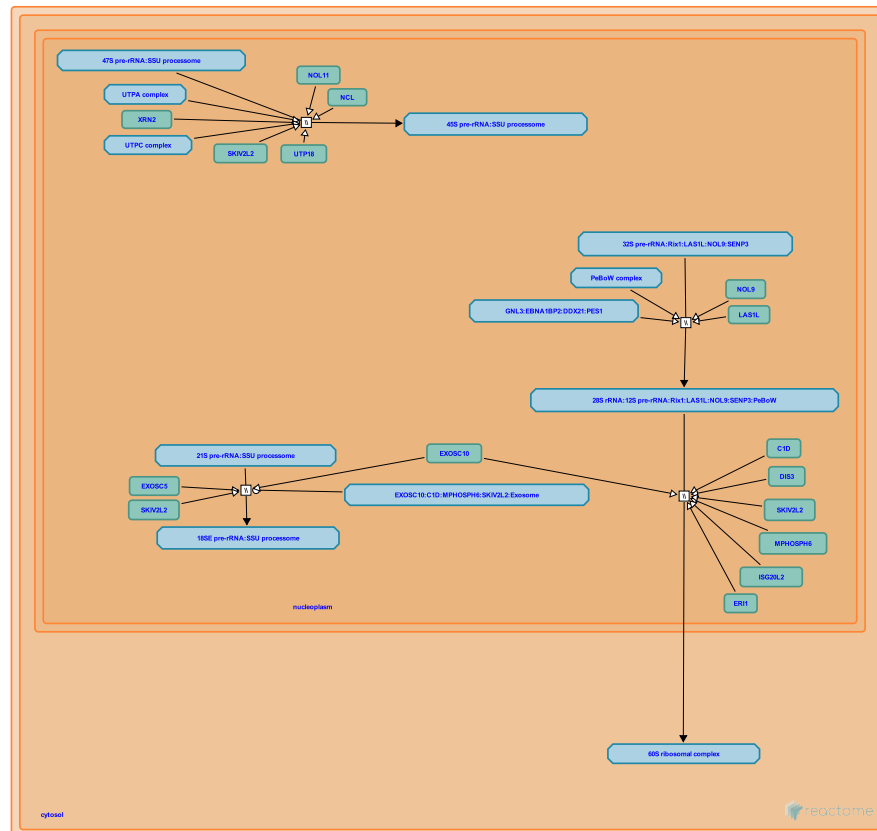 47S pre-rRNA:SSU processome
NOL11
UTPA complex
NCL
XRN2
45S pre-rRNA:SSU processome
UTPC complex
SKIV2L2
UTP18
32S pre-rRNA:Rix1:LAS1L:NOL9:SENP3
PeBoW complex
NOL9
GNL3:EBNA1BP2:DDX21:PES1
LAS1L
28S rRNA:12S pre-rRNA:Rix1:LAS1L:NOL9:SENP3:PeBoW
21S pre-rRNA:SSU processome
EXOSC10
C1D
DIS3
EXOSC5
EXOSC10:C1D:MPHOSPH6:SKIV2L2:Exosome
SKIV2L2
SKIV2L2
18SE pre-rRNA:SSU processome
MPHOSPH6
ISG20L2
ERI1
nucleoplasm
60S ribosomal complex
cytosol
reactome